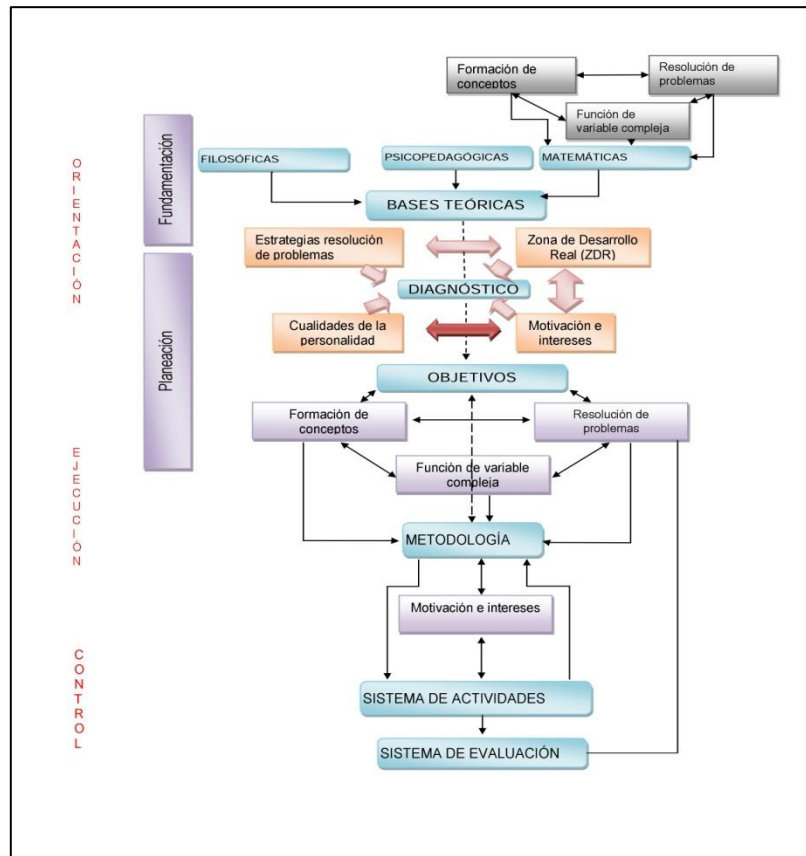 Formación de
conceptos
Resolución de
problemas
Función de
variable compleja
FILOSÓFICAS
PSICOPEDAGÓGICAS
MATEMÁTICAS
Fundamentación
ORIENTACIÓN
BASES TEÓRICAS
Estrategias resolución
de problemas
Zona de Desarrollo
Real (ZDR)
DIAGNÓSTICO
Cualidades de la
personalidad
Motivación e
intereses
Planeación
OBJETIVOS
Formación de
conceptos
Resolución de
problemas
Función de variable
compleja
EJECUCIÓN
METODOLOGÍA
Motivación e intereses
CONTROL
SISTEMA DE ACTIVIDADES
SISTEMA DE EVALUACIÓN